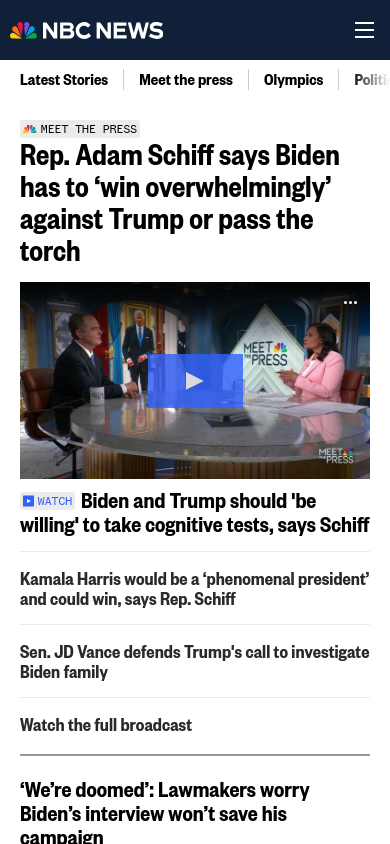 NBC NEWS
Latest Stories
Meet the press
Olympics
Politi
MEET THE PRESS
Rep. Adam Schiff says Biden
has to ‘win overwhelmingly’
against Trump or pass the
torch
MEET
THE PRESS
MEET
THE PRESS
WATCH Biden and Trump should 'be
willing' to take cognitive tests, says Schiff
Kamala Harris would be a ‘phenomenal president’
and could win, says Rep. Schiff
Sen. JD Vance defends Trump's call to investigate
Biden family
Watch the full broadcast
‘We’re doomed’: Lawmakers worry
Biden’s interview won’t save his
campaign